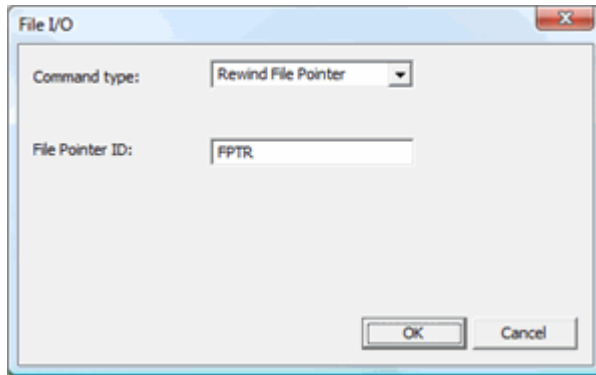 File I/O
Command type:
Rewind File Pointer
File Pointer ID:
FPTR
OK
Cancel